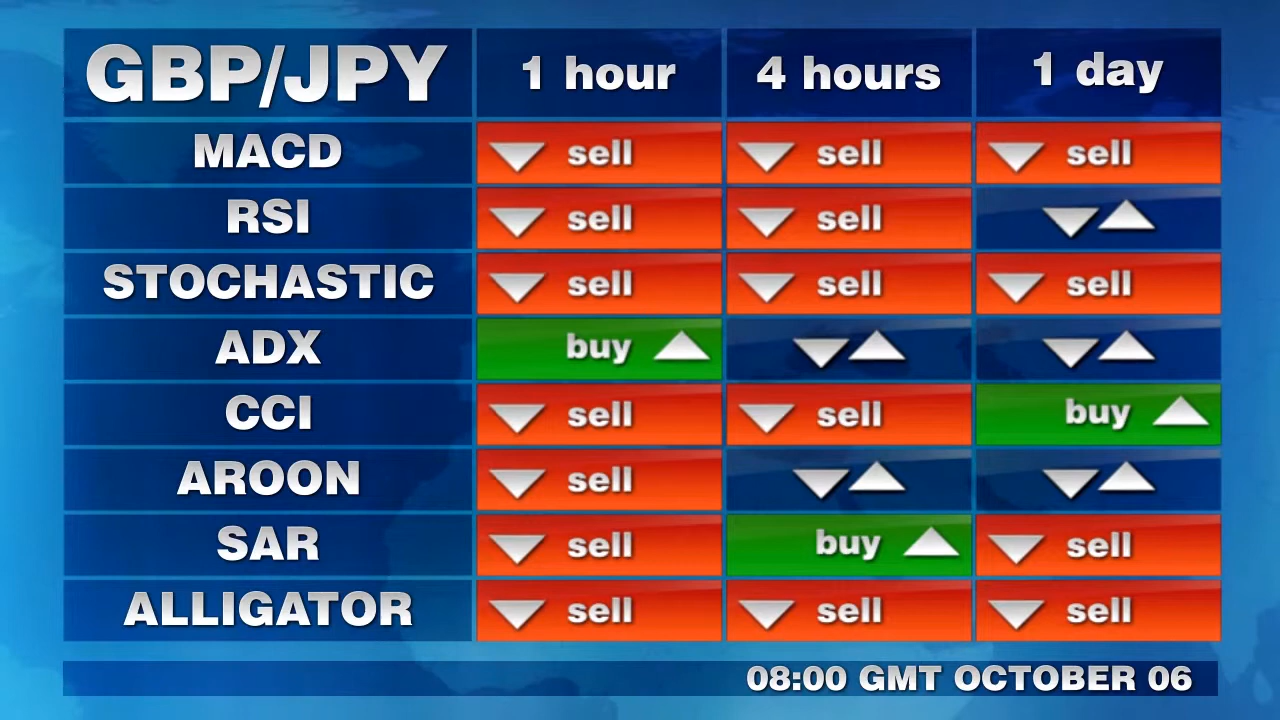 GBP/JPY 1 hour 4 hours 1 day
MACD sell sell sell
RSI sell sell
STOCHASTIC sell sell sell
ADX buy
CCI sell sell buy
AROON sell
SAR sell buy sell
ALLIGATOR sell sell sell
08:00 GMT OCTOBER 06